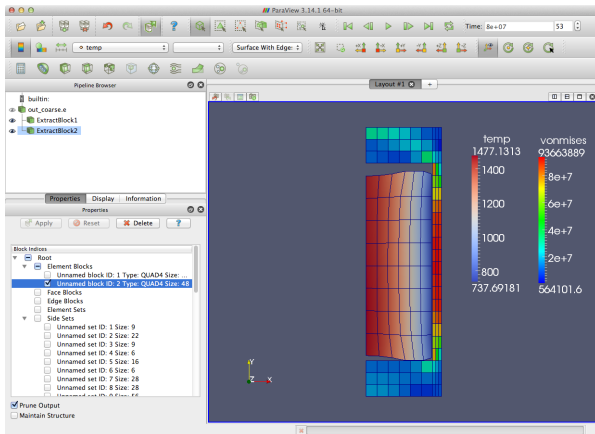 ParaView 3.14.1 64-bit
Time: 8e+07
53
temp
Surface With Edges
Pipeline Browser
Layout #1
builtin:
out_coarse.e
ExtractBlock1
ExtractBlock2
Properties Display Information
Properties
Apply Reset Delete ?
Block Indices
Root
Element Blocks
Unnamed block ID: 1 Type: QUAD4 Size: ...
Unnamed block ID: 2 Type: QUAD4 Size: 48
Face Blocks
Edge Blocks
Element Sets
Side Sets
Unnamed set ID: 1 Size: 9
Unnamed set ID: 2 Size: 22
Unnamed set ID: 3 Size: 9
Unnamed set ID: 4 Size: 6
Unnamed set ID: 5 Size: 16
Unnamed set ID: 6 Size: 6
Unnamed set ID: 7 Size: 28
Unnamed set ID: 8 Size: 28
Prune Output
Maintain Structure
temp
1477.1313
1400
1200
1000
800
737.69181
vonmises
93663889
8e+7
6e+7
4e+7
2e+7
564101.6
Y
Z X